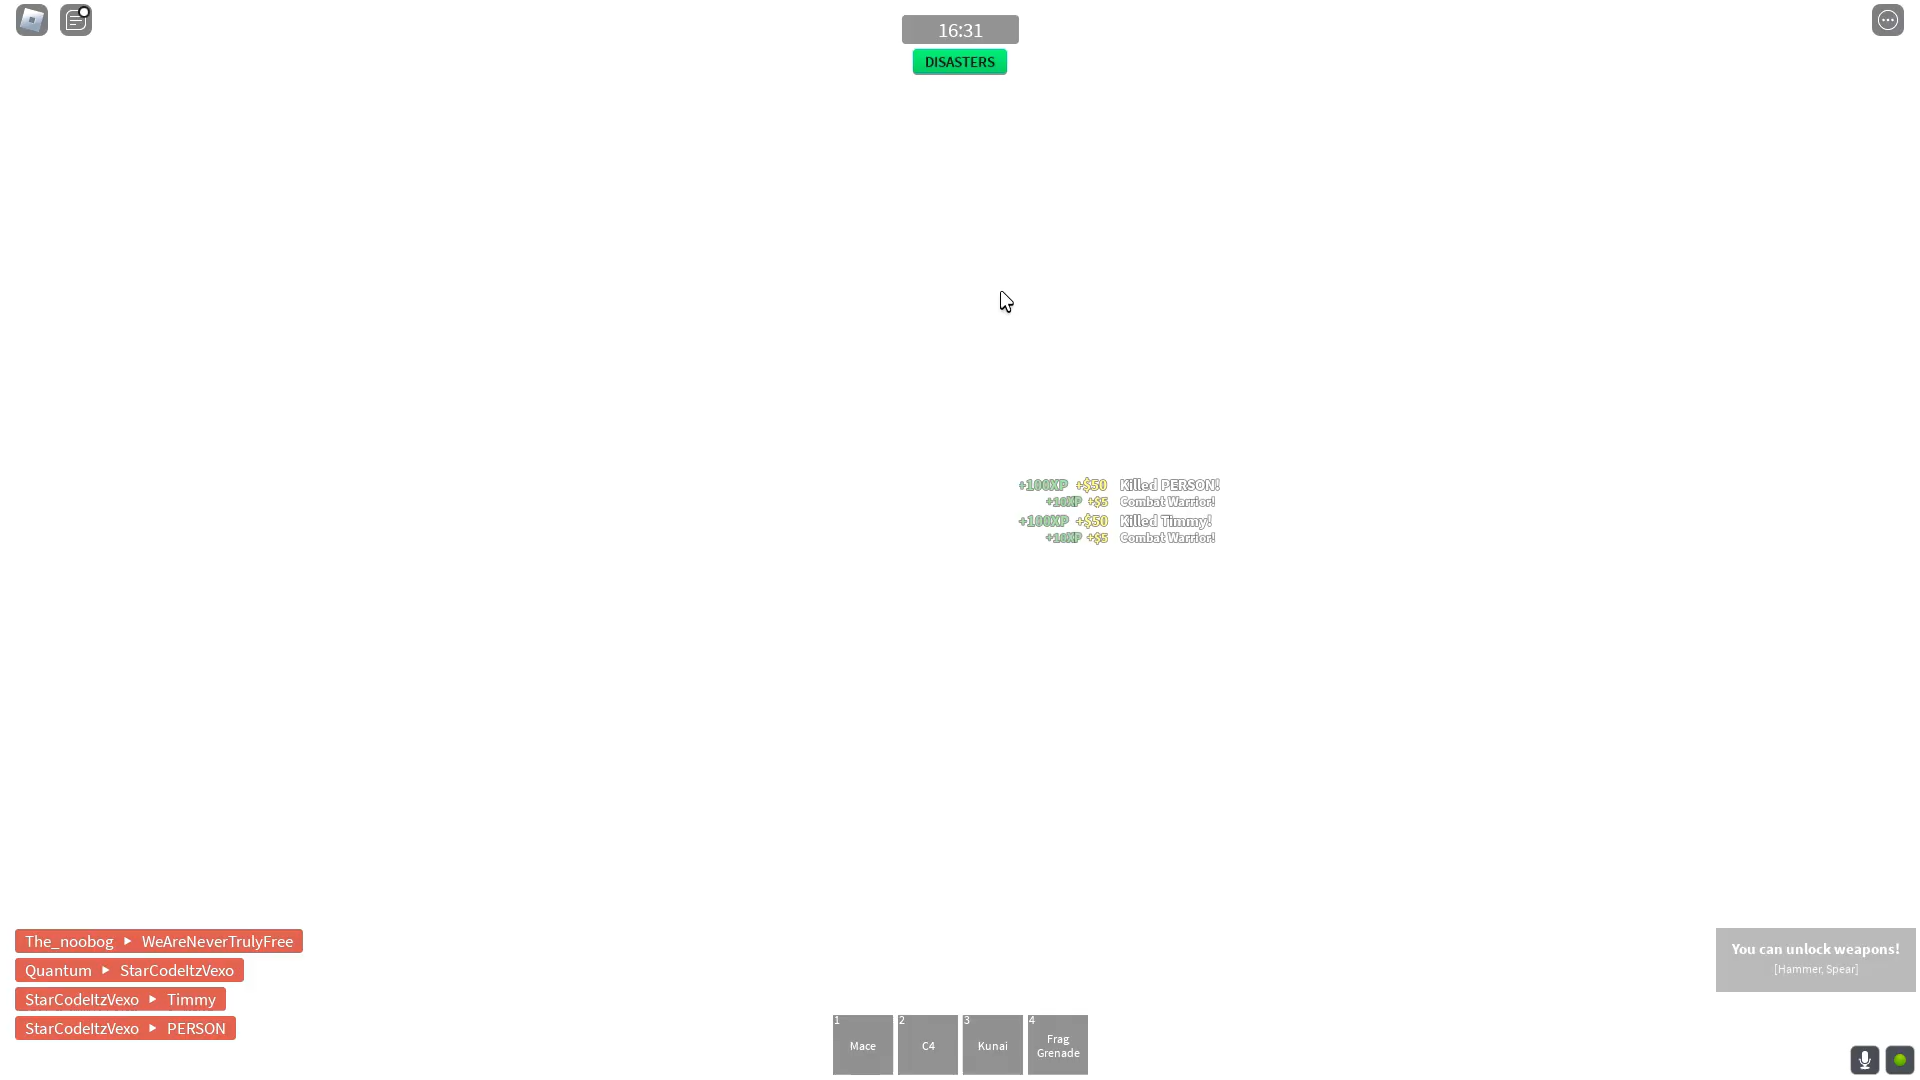 16:31
DISASTERS
+100XP +$50 Killed PERSON!
+10XP +$5 Combat Warrior!
+100XP +$50 Killed Timmy!
+10XP +$5 Combat Warrior!
The_noobog ▶ WeAreNeverTrulyFree
Quantum ▶ StarCodeItzVexo
StarCodeItzVexo ▶ Timmy
StarCodeItzVexo ▶ PERSON
You can unlock weapons!
[Hammer, Spear]
1 Mace
2 C4
3 Kunai
4 Frag
Grenade